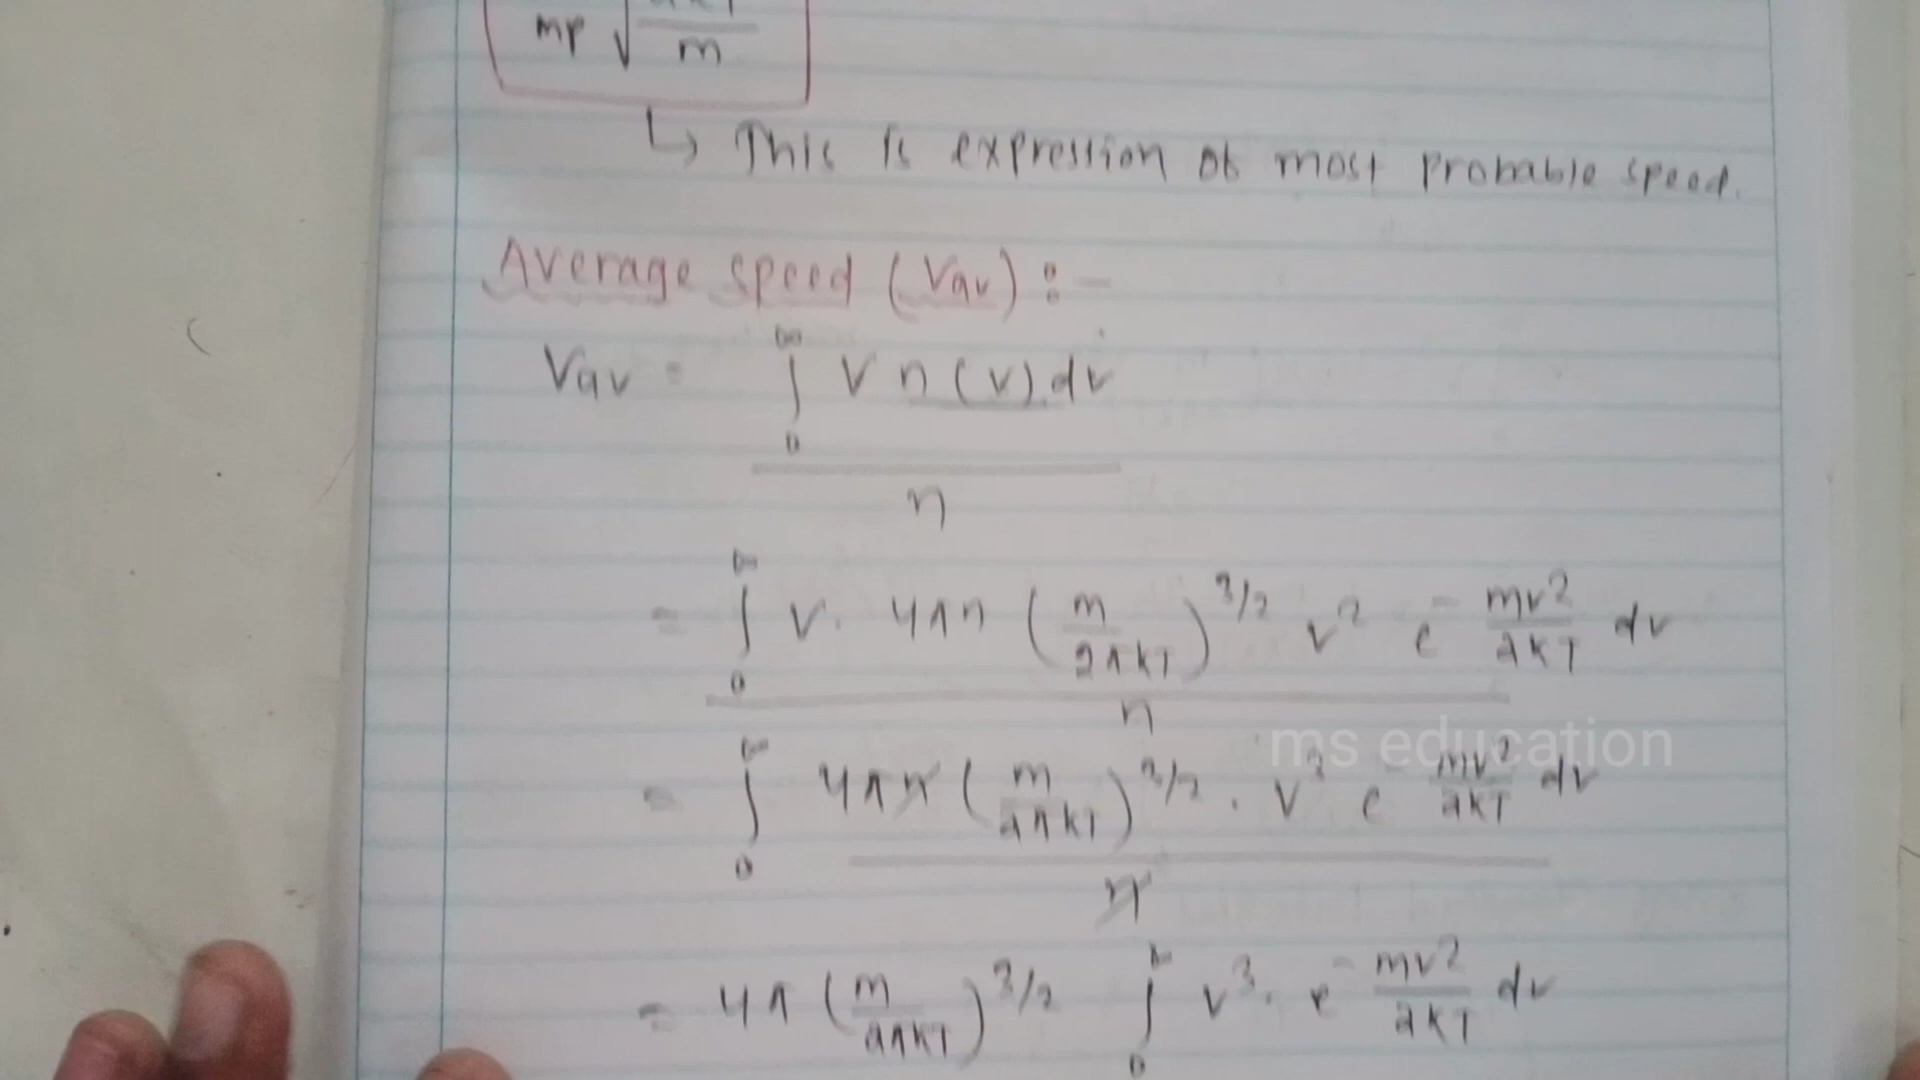 mp √ m
↳ This is expression of most probable speed.
Average speed (Vav) :-
Vav = ∫₀^∞ v n(v).dv
n
= ∫₀^∞ v. 4πn (m/2πkT)^3/2 v² e^-mv²/2kT dv
n
ms education
= ∫₀^∞ 4πn (m/2πkT)^3/2 . v³ e^-mv²/2kT dv
n
= 4π (m/2πkT)^3/2 ∫₀^∞ v³. e^-mv²/2kT dv